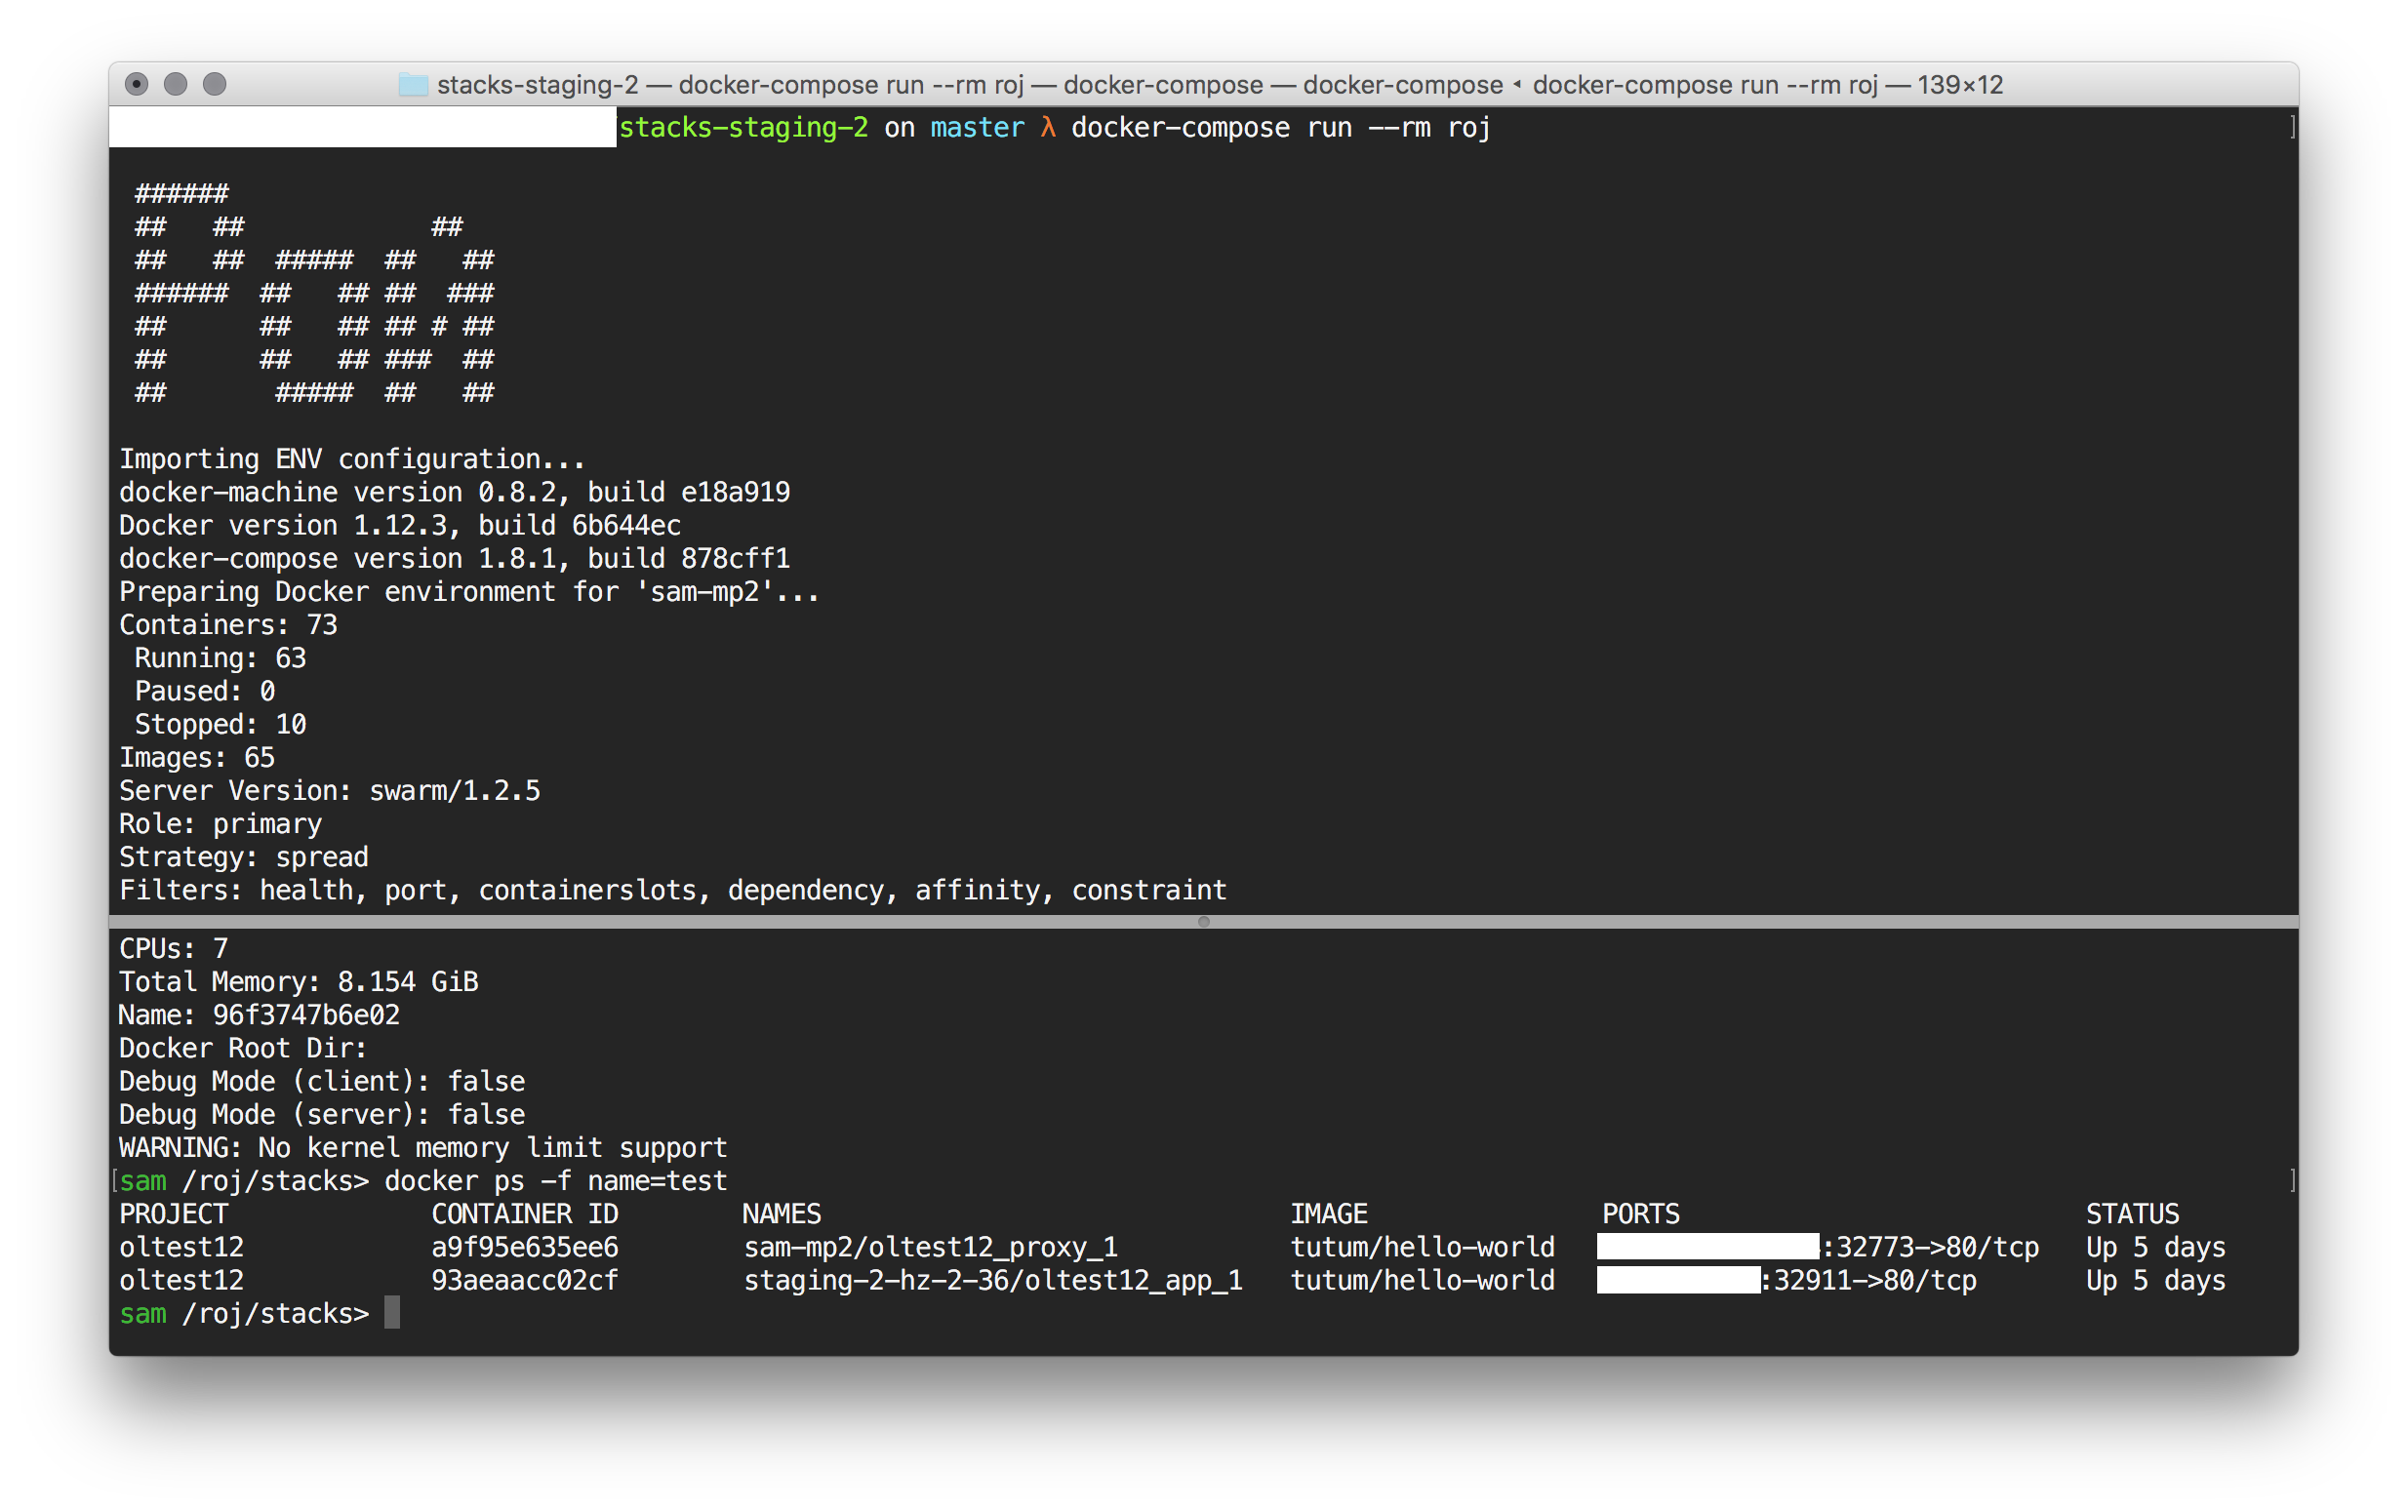 stacks-staging-2 — docker-compose run --rm roj — docker-compose — docker-compose ◂ docker-compose run --rm roj — 139×12
stacks-staging-2 on master λ docker-compose run --rm roj
 ######
 ##   ##            ##
 ##   ##  #####  ##   ##
 ######  ##   ## ##  ###
 ##      ##   ## ## # ##
 ##      ##   ## ###  ##
 ##       #####  ##   ##
Importing ENV configuration...
docker-machine version 0.8.2, build e18a919
Docker version 1.12.3, build 6b644ec
docker-compose version 1.8.1, build 878cff1
Preparing Docker environment for 'sam-mp2'...
Containers: 73
 Running: 63
 Paused: 0
 Stopped: 10
Images: 65
Server Version: swarm/1.2.5
Role: primary
Strategy: spread
Filters: health, port, containerslots, dependency, affinity, constraint
CPUs: 7
Total Memory: 8.154 GiB
Name: 96f3747b6e02
Docker Root Dir:
Debug Mode (client): false
Debug Mode (server): false
WARNING: No kernel memory limit support
sam /roj/stacks> docker ps -f name=test
PROJECT             CONTAINER ID        NAMES                              IMAGE               PORTS                          STATUS
oltest12            a9f95e635ee6        sam-mp2/oltest12_proxy_1           tutum/hello-world   :32773->80/tcp   Up 5 days
oltest12            93aeaacc02cf        staging-2-hz-2-36/oltest12_app_1   tutum/hello-world   :32911->80/tcp       Up 5 days
sam /roj/stacks>